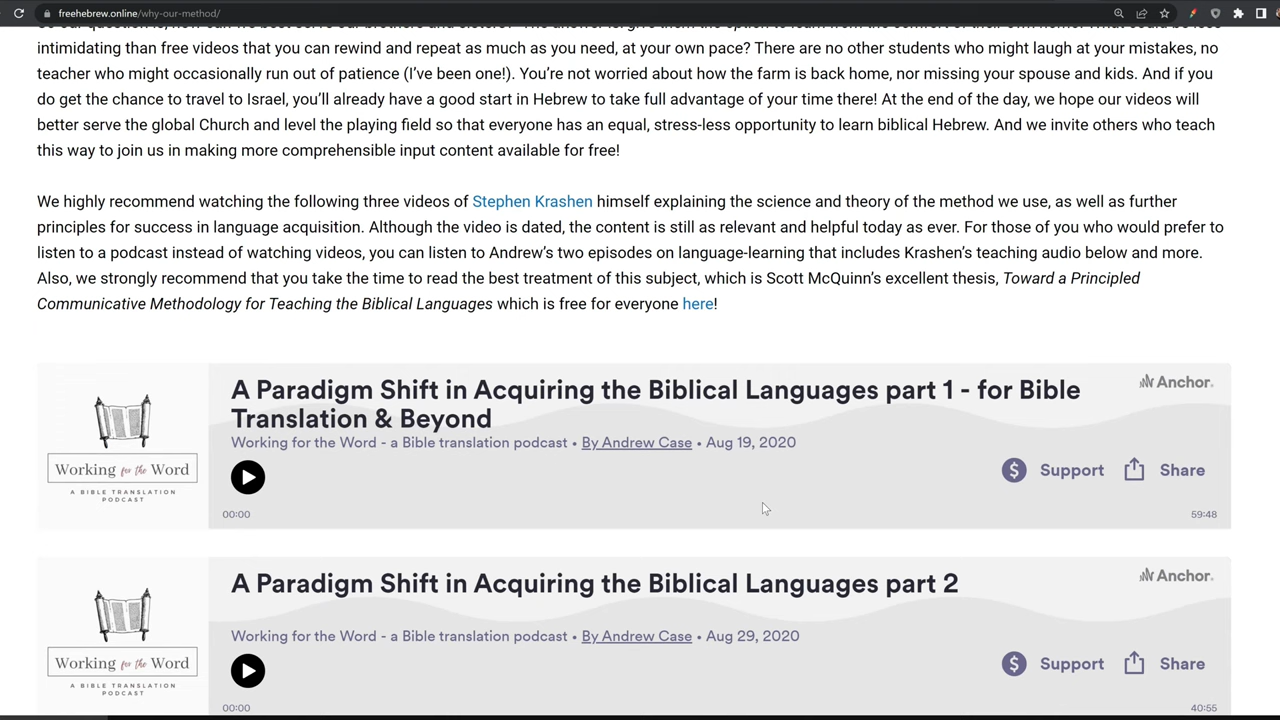 freehebrew.online/why-our-method/
intimidating than free videos that you can rewind and repeat as much as you need, at your own pace? There are no other students who might laugh at your mistakes, no
teacher who might occasionally run out of patience (I’ve been one!). You’re not worried about how the farm is back home, nor missing your spouse and kids. And if you
do get the chance to travel to Israel, you’ll already have a good start in Hebrew to take full advantage of your time there! At the end of the day, we hope our videos will
better serve the global Church and level the playing field so that everyone has an equal, stress-less opportunity to learn biblical Hebrew. And we invite others who teach
this way to join us in making more comprehensible input content available for free!
We highly recommend watching the following three videos of Stephen Krashen himself explaining the science and theory of the method we use, as well as further
principles for success in language acquisition. Although the video is dated, the content is still as relevant and helpful today as ever. For those of you who would prefer to
listen to a podcast instead of watching videos, you can listen to Andrew’s two episodes on language-learning that includes Krashen’s teaching audio below and more.
Also, we strongly recommend that you take the time to read the best treatment of this subject, which is Scott McQuinn’s excellent thesis, Toward a Principled
Communicative Methodology for Teaching the Biblical Languages which is free for everyone here!
A Paradigm Shift in Acquiring the Biblical Languages part 1 - for Bible
Translation & Beyond
Anchor.
Working for the Word - a Bible translation podcast • By Andrew Case • Aug 19, 2020
Working for the Word
A BIBLE TRANSLATION
PODCAST
Support
Share
00:00
59:48
A Paradigm Shift in Acquiring the Biblical Languages part 2
Anchor.
Working for the Word - a Bible translation podcast • By Andrew Case • Aug 29, 2020
Working for the Word
A BIBLE TRANSLATION
PODCAST
Support
Share
00:00
40:55